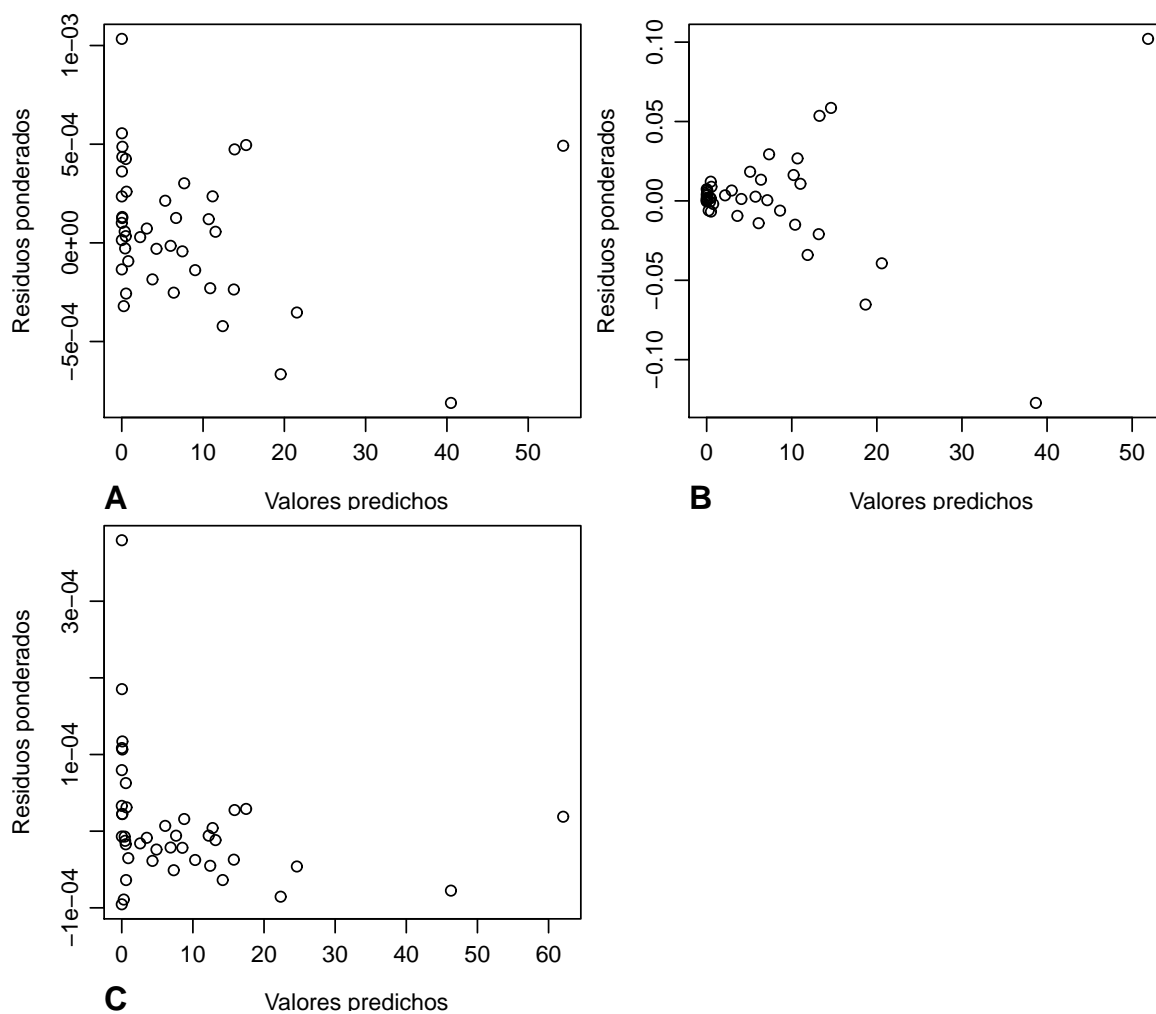 1e−03
5e−04
0e+00
−5e−04
Residuos ponderados
0 10 20 30 40 50
A
Valores predichos
0.10
0.05
0.00
−0.05
−0.10
Residuos ponderados
0 10 20 30 40 50
B
Valores predichos
3e−04
1e−04
−1e−04
Residuos ponderados
0 10 20 30 40 50 60
C
Valores predichos